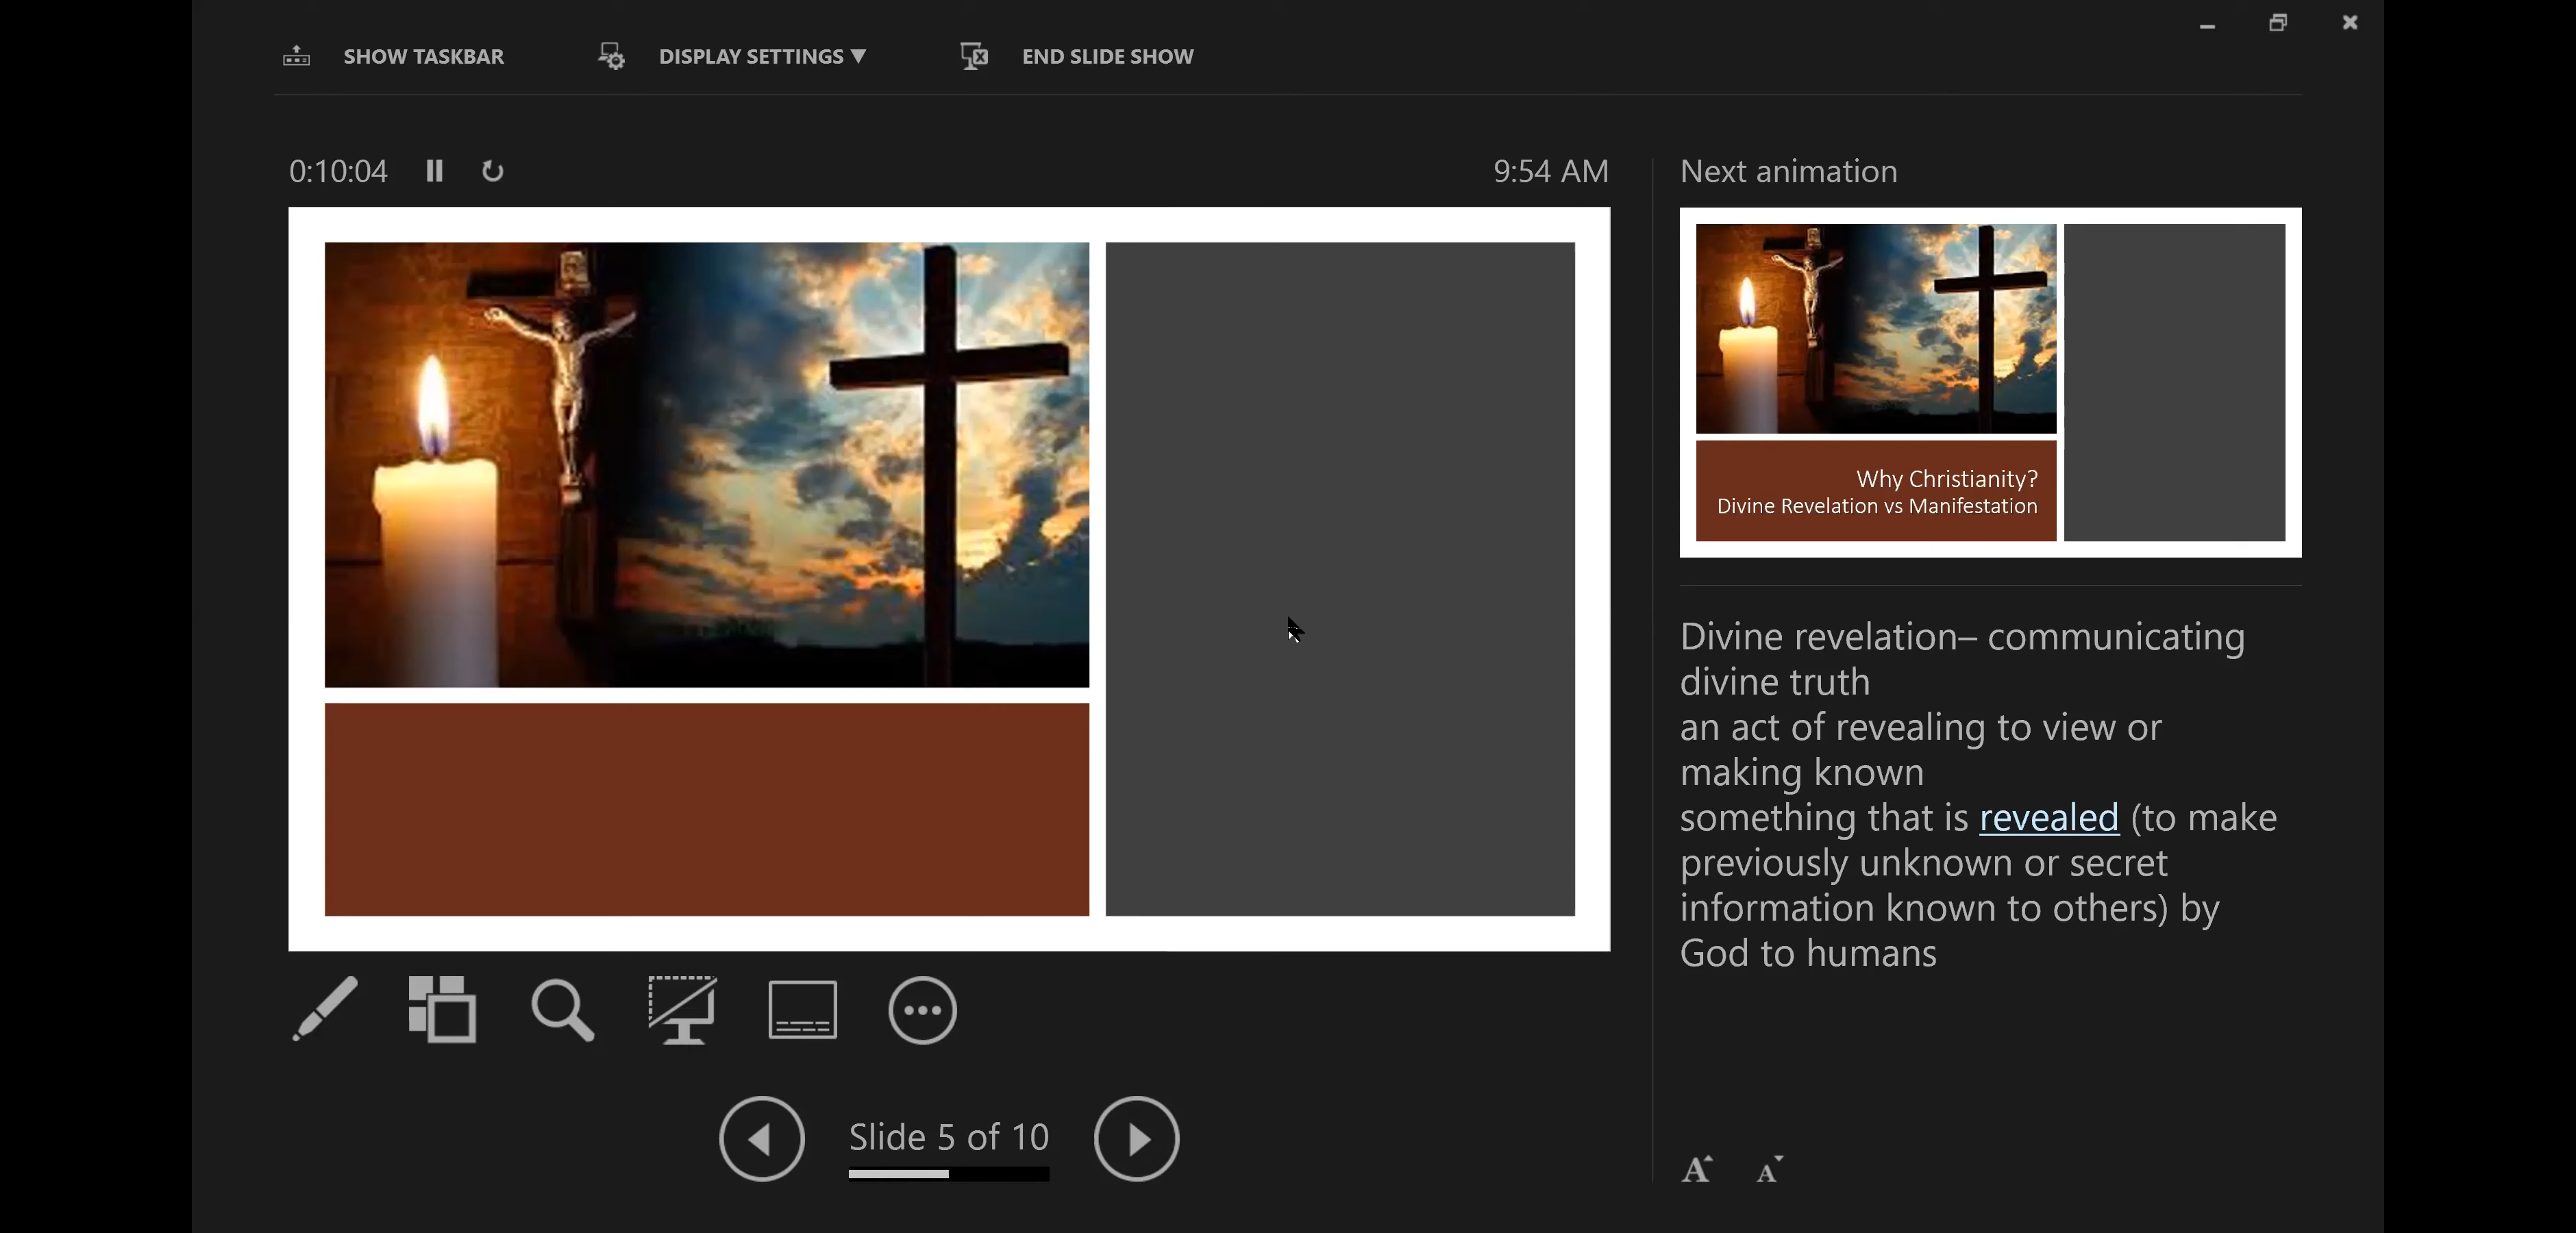 SHOW TASKBAR
DISPLAY SETTINGS ▼
END SLIDE SHOW
0:10:04
9:54 AM
Next animation
Why Christianity?
Divine Revelation vs Manifestation
Divine revelation– communicating
divine truth
an act of revealing to view or
making known
something that is revealed (to make
previously unknown or secret
information known to others) by
God to humans
Slide 5 of 10
A A